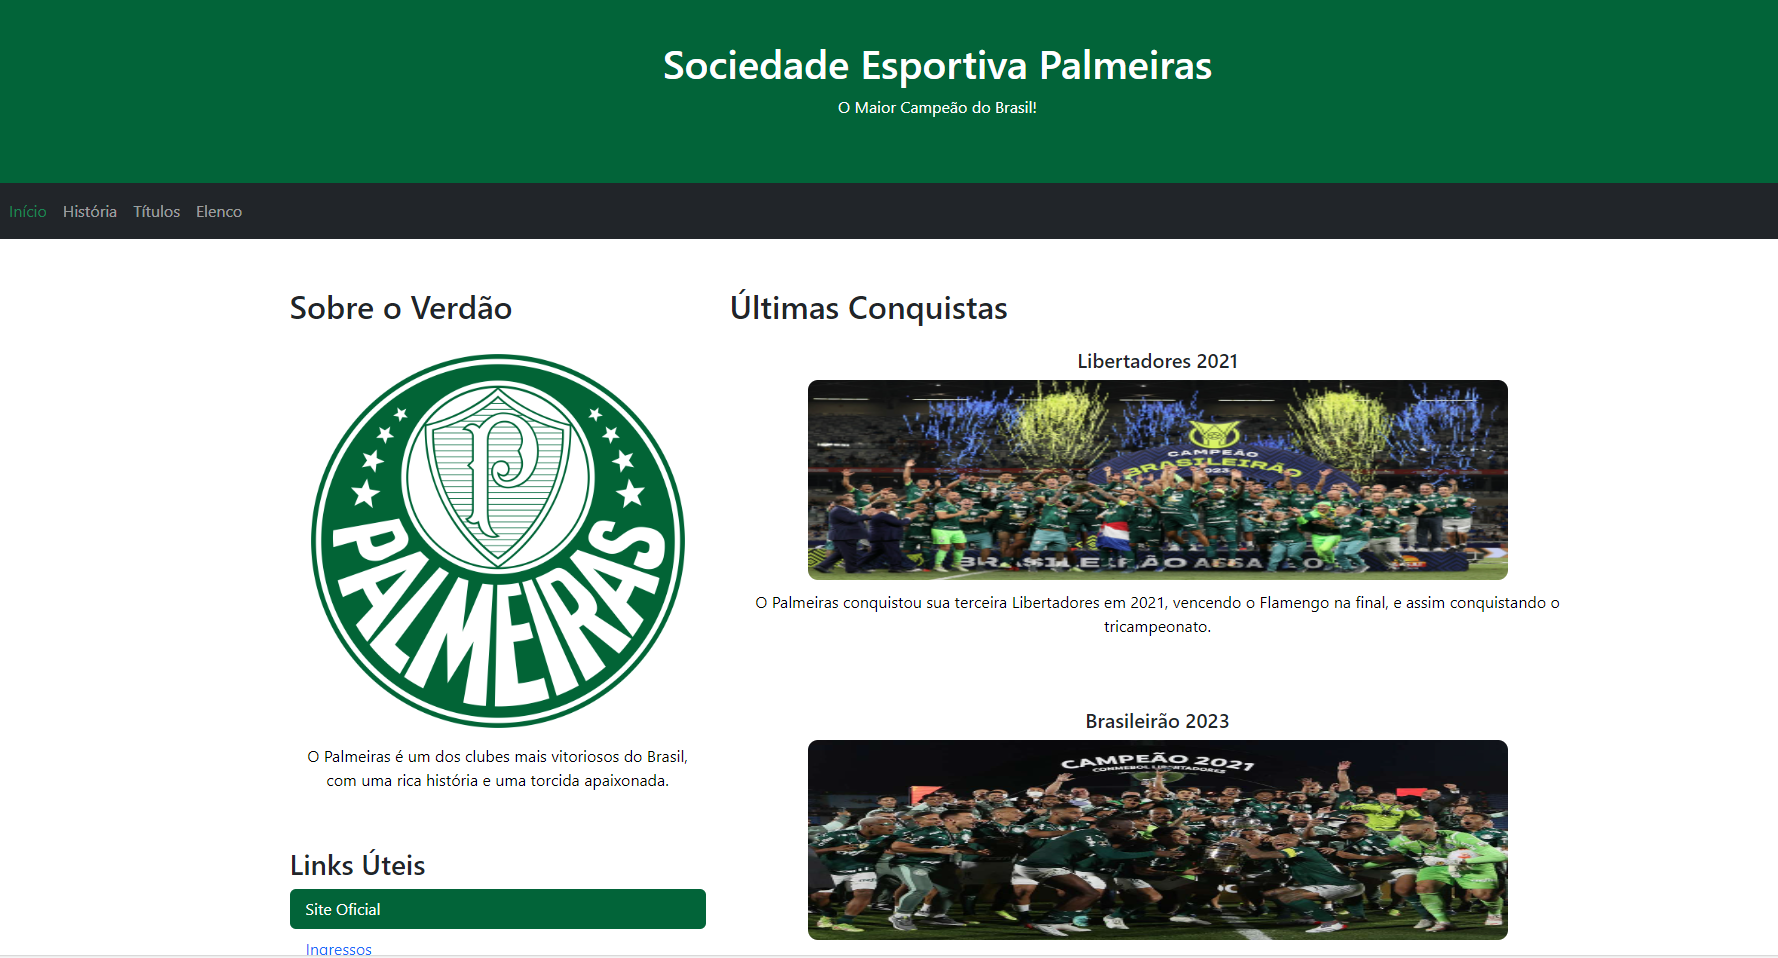 Sociedade Esportiva Palmeiras
O Maior Campeão do Brasil!
Início História Títulos Elenco
Sobre o Verdão
P
PALMEIRAS
O Palmeiras é um dos clubes mais vitoriosos do Brasil,
com uma rica história e uma torcida apaixonada.
Links Úteis
Site Oficial
Ingressos
Últimas Conquistas
Libertadores 2021
CAMPEÃO
BRASILEIRÃO
2023
BRASILEIRÃO ASSAÍ
O Palmeiras conquistou sua terceira Libertadores em 2021, vencendo o Flamengo na final, e assim conquistando o
tricampeonato.
Brasileirão 2023
CAMPEÃO 2021
CONMEBOL LIBERTADORES